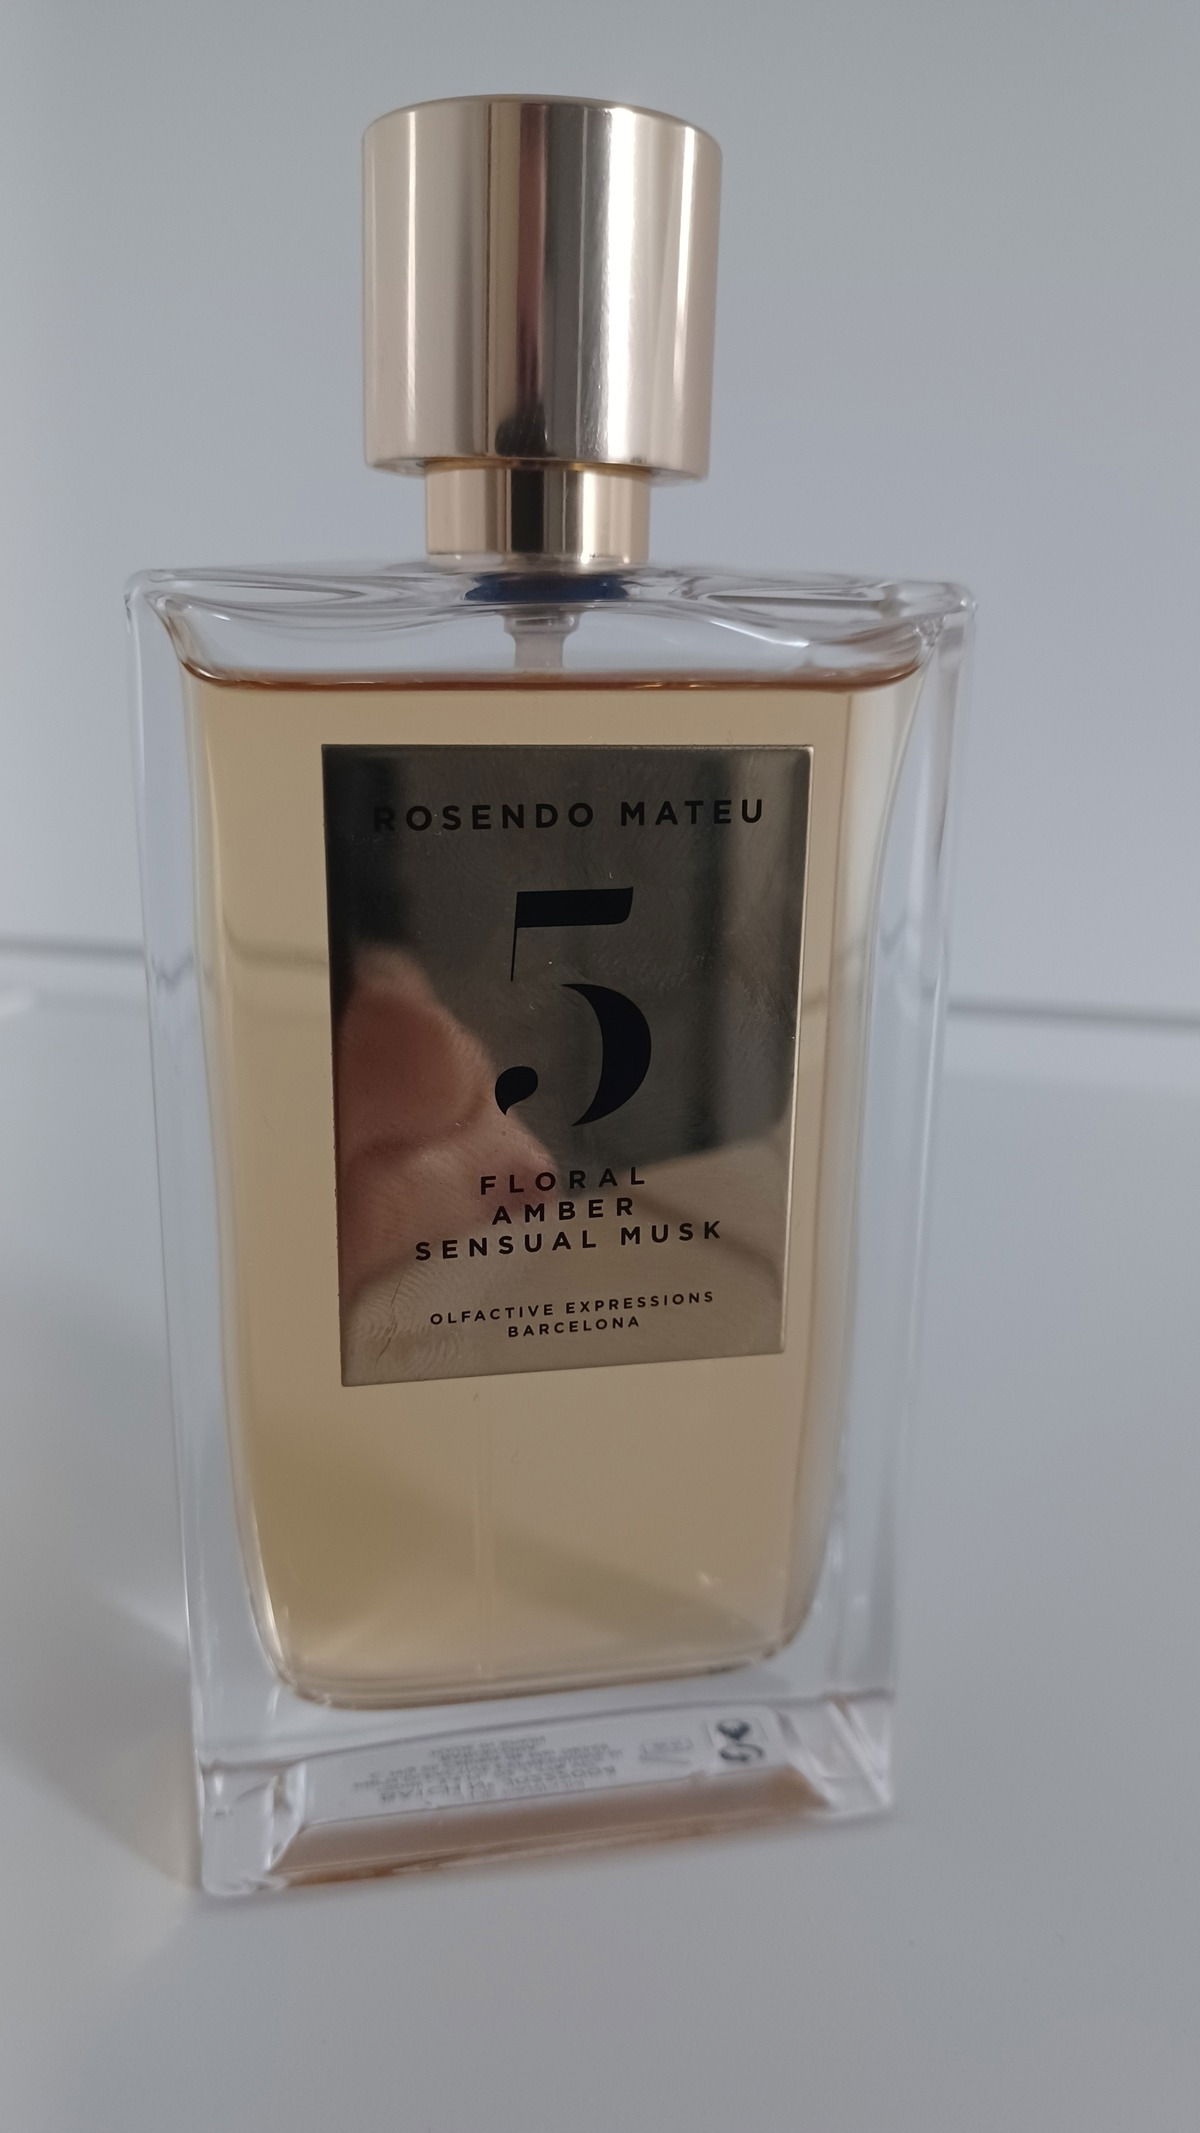 ROSENDO MATEU
5
FLORAL
AMBER
SENSUAL MUSK
OLFACTIVE EXPRESSIONS
BARCELONA